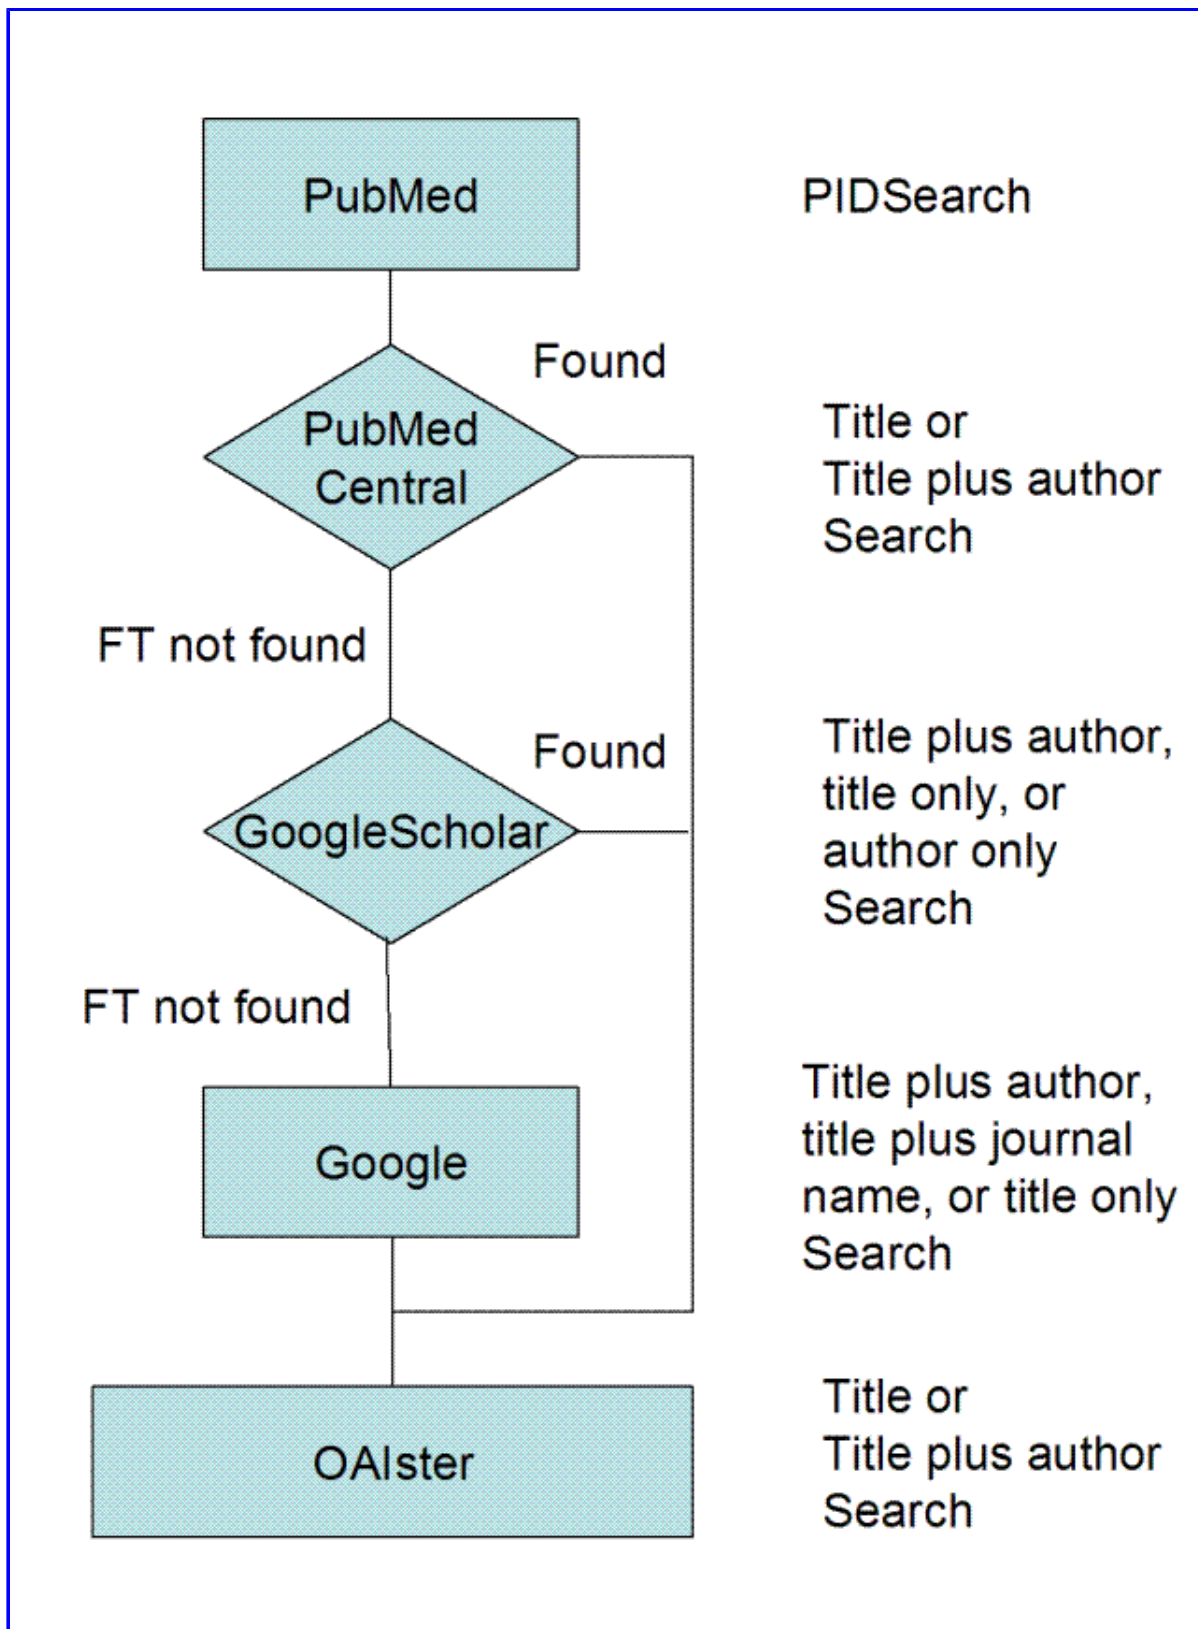 PubMed
PIDSearch
Found
PubMed
Central
Title or
Title plus author
Search
FT not found
Found
GoogleScholar
Title plus author,
title only, or
author only
Search
FT not found
Google
Title plus author,
title plus journal
name, or title only
Search
OAIster
Title or
Title plus author
Search